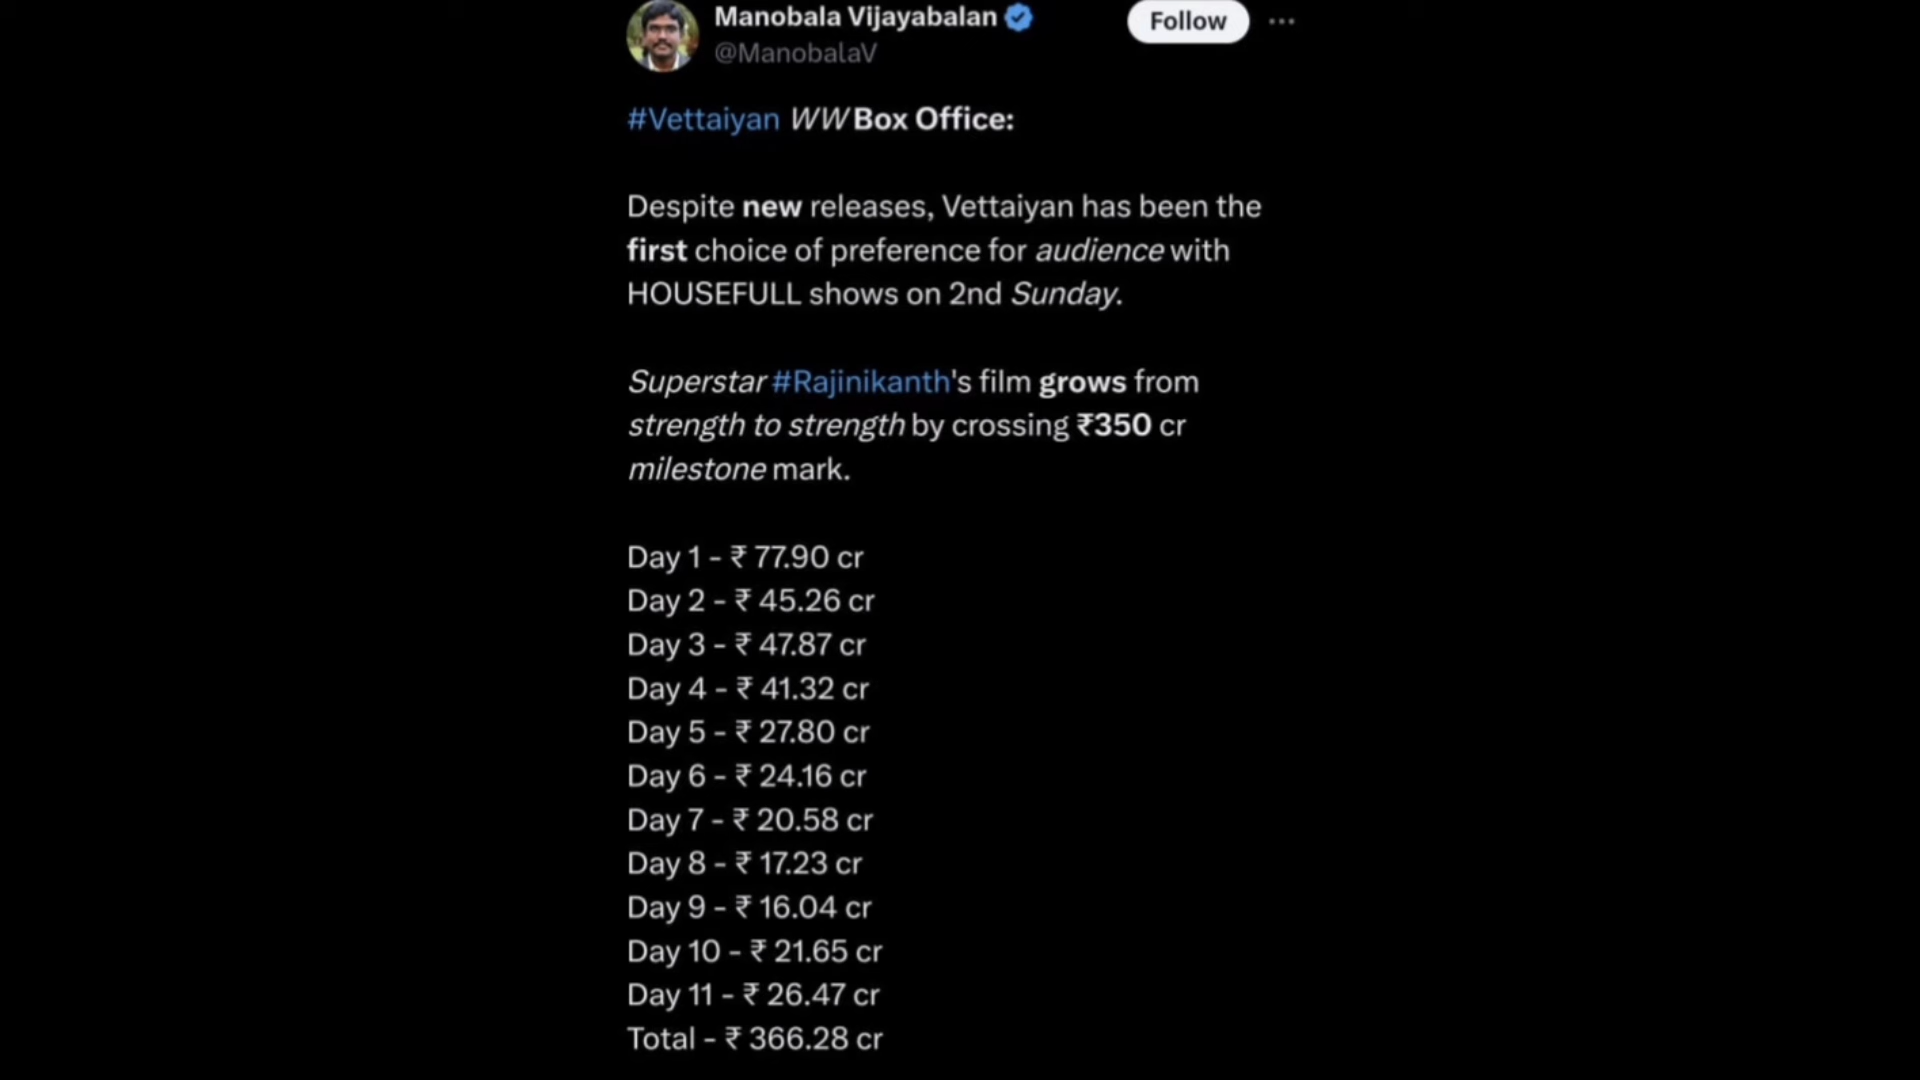 Manobala Vijayabalan
Follow
@ManobalaV
#Vettaiyan WW Box Office:
Despite new releases, Vettaiyan has been the
first choice of preference for audience with
HOUSEFULL shows on 2nd Sunday.
Superstar #Rajinikanth's film grows from
strength to strength by crossing ₹350 cr
milestone mark.
Day 1 - ₹ 77.90 cr
Day 2 - ₹ 45.26 cr
Day 3 - ₹ 47.87 cr
Day 4 - ₹ 41.32 cr
Day 5 - ₹ 27.80 cr
Day 6 - ₹ 24.16 cr
Day 7 - ₹ 20.58 cr
Day 8 - ₹ 17.23 cr
Day 9 - ₹ 16.04 cr
Day 10 - ₹ 21.65 cr
Day 11 - ₹ 26.47 cr
Total - ₹ 366.28 cr